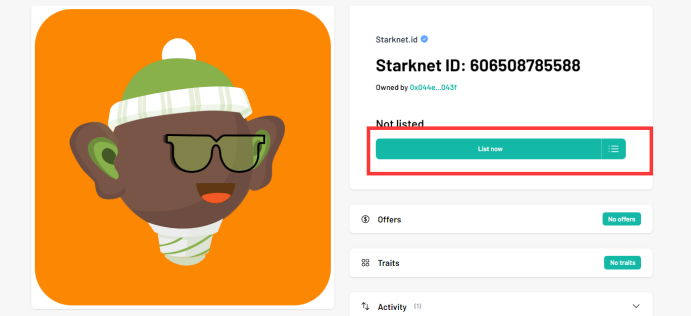 Starknet.id
Starknet ID: 606508785588
Owned by 0x044e...043f
Not listed
List now
Offers
No offers
Traits
No traits
Activity (1)